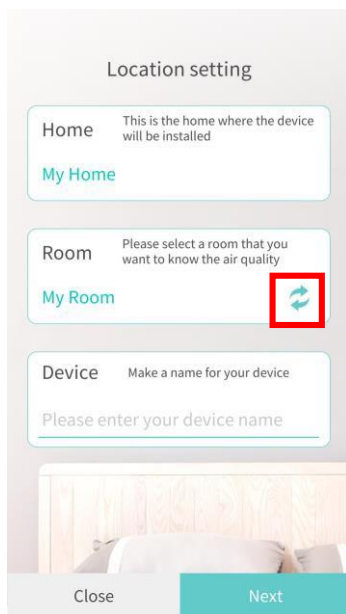 Location setting
Home
This is the home where the device
will be installed
My Home
Room
Please select a room that you
want to know the air quality
My Room
Device
Make a name for your device
Please enter your device name
Close
Next